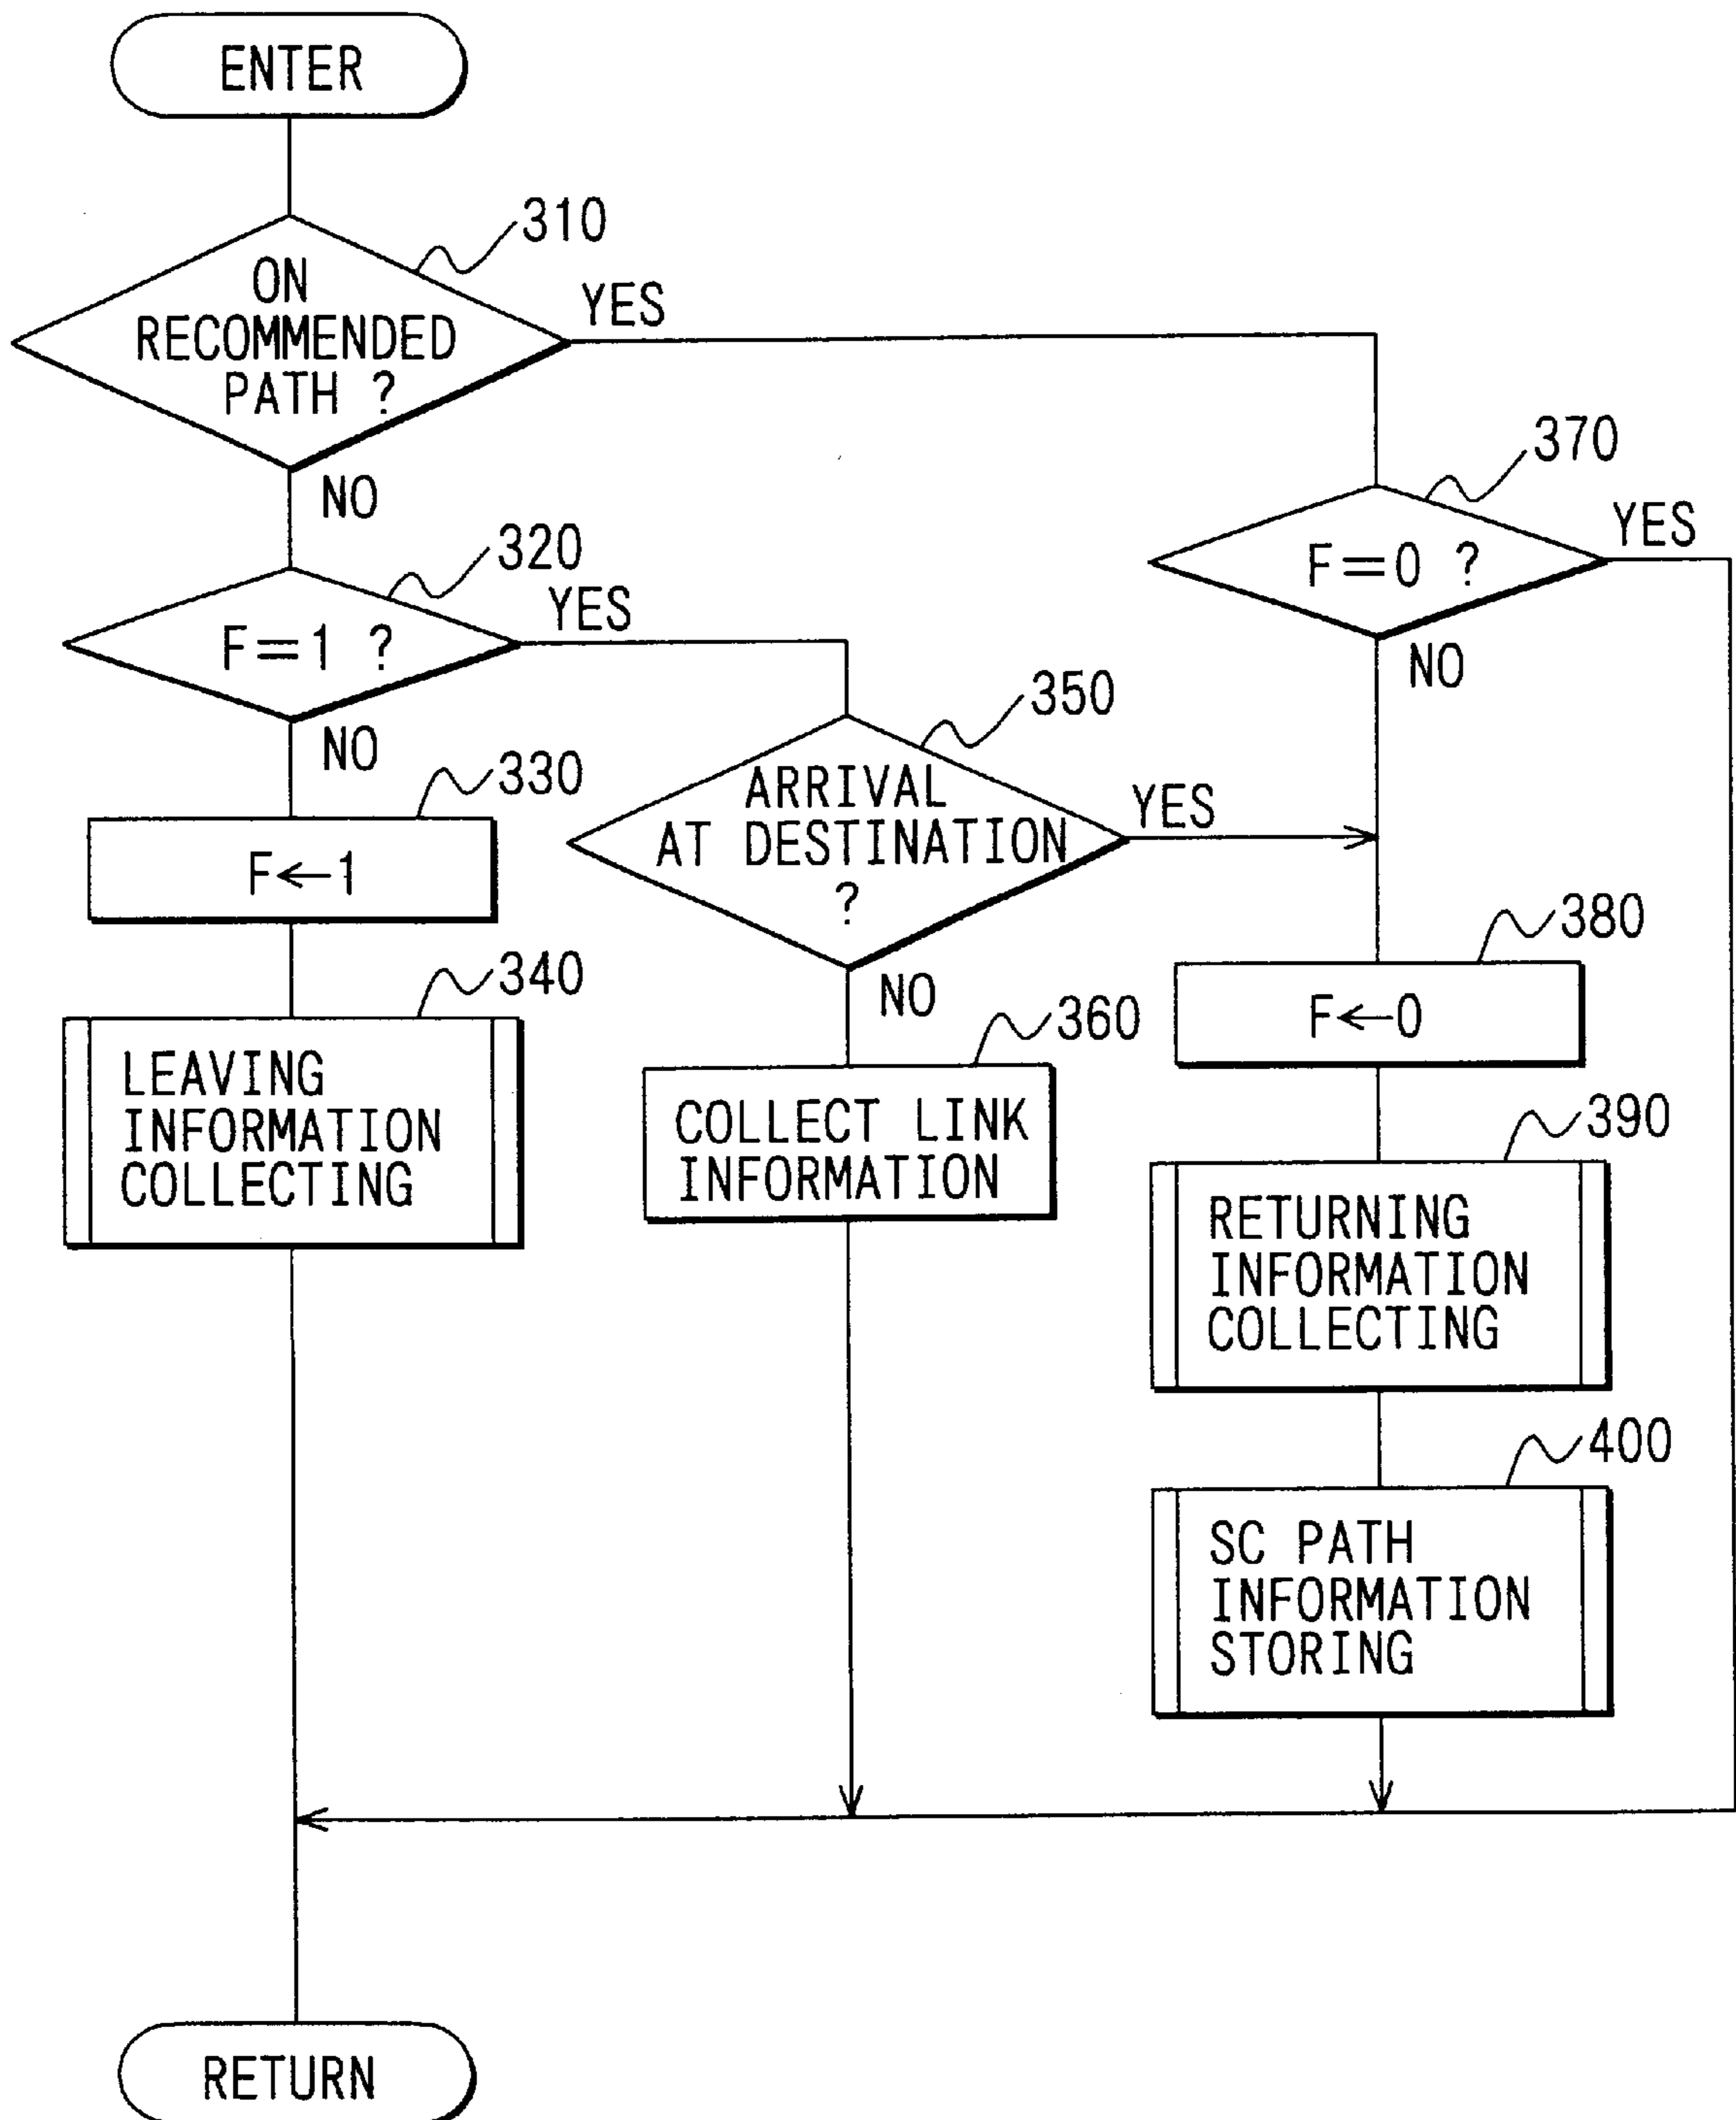 ENTER
310
ON
RECOMMENDED
PATH ?
YES
NO
370
F=0 ?
YES
NO
320
F=1 ?
YES
NO
350
ARRIVAL
AT DESTINATION
?
YES
NO
330
F←1
380
F←0
340
LEAVING
INFORMATION
COLLECTING
360
COLLECT LINK
INFORMATION
390
RETURNING
INFORMATION
COLLECTING
400
SC PATH
INFORMATION
STORING
RETURN